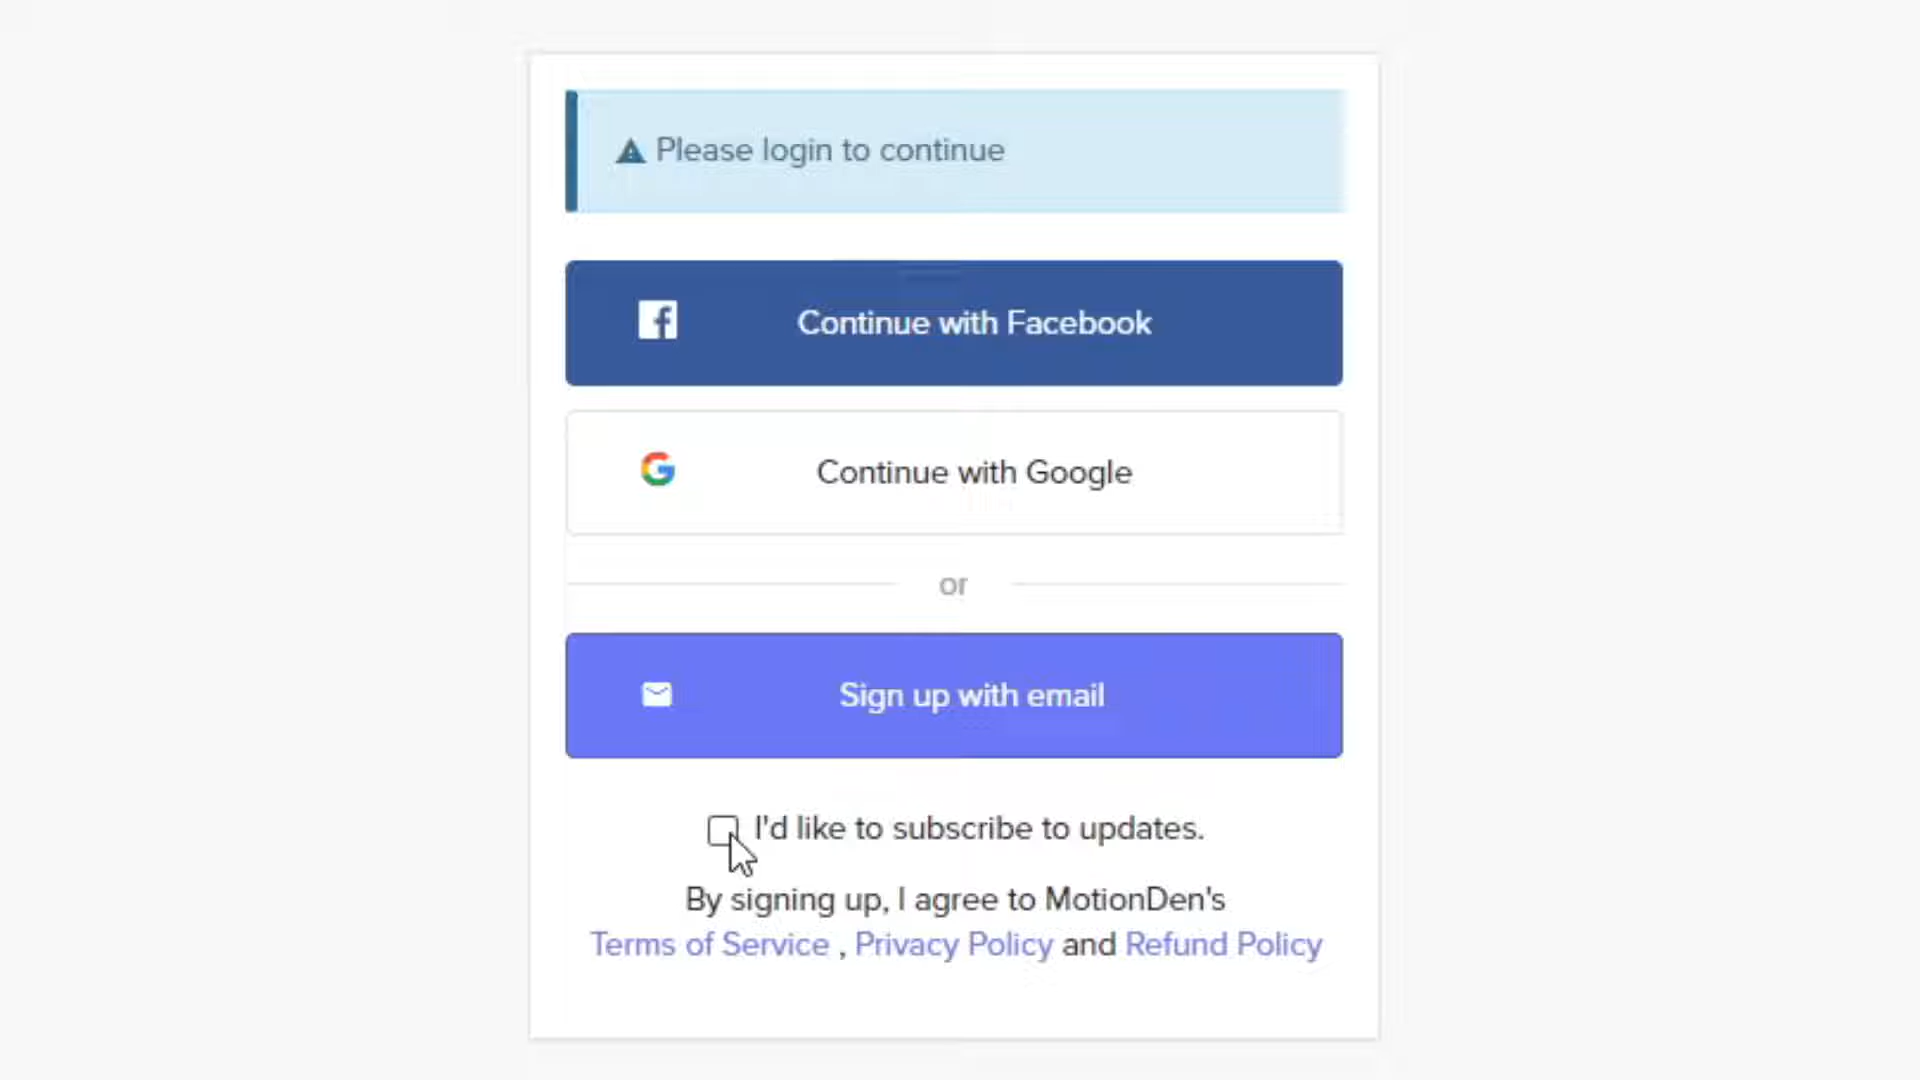 Please login to continue
Continue with Facebook
Continue with Google
or
Sign up with email
I'd like to subscribe to updates.
By signing up, I agree to MotionDen's
Terms of Service , Privacy Policy and Refund Policy